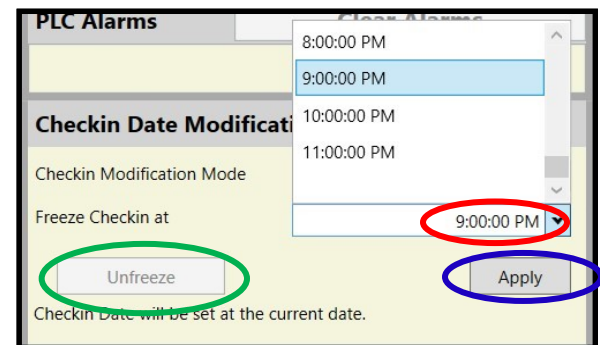 PLC Alarms
Clear Alarms
8:00:00 PM
9:00:00 PM
10:00:00 PM
11:00:00 PM
Checkin Date Modificati
Checkin Modification Mode
Freeze Checkin at
9:00:00 PM
Unfreeze
Apply
Checkin Date will be set at the current date.